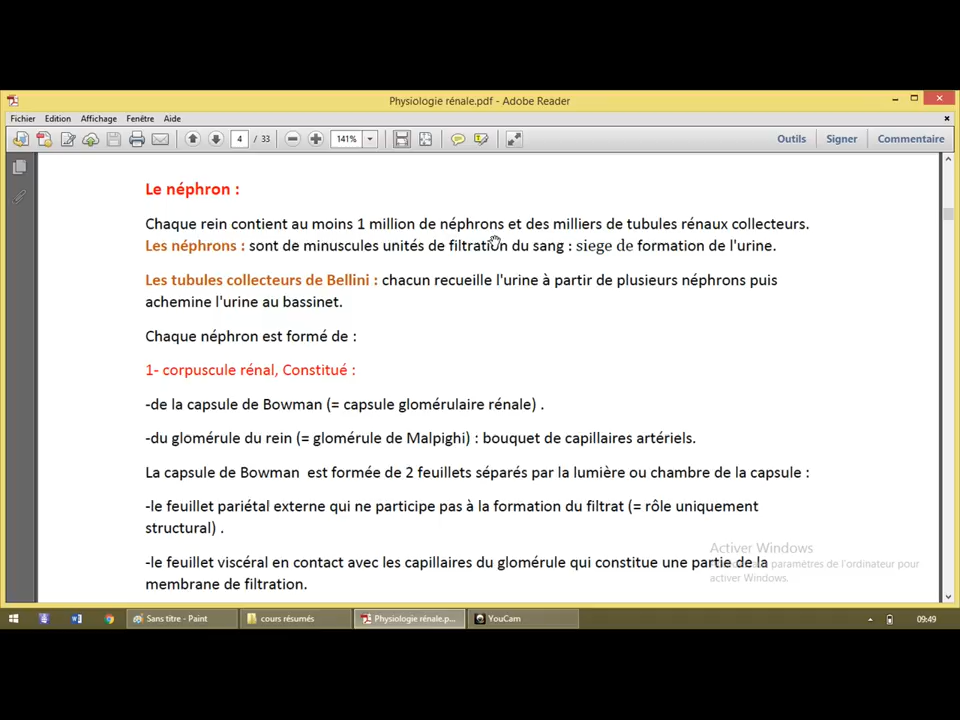 Physiologie rénale.pdf - Adobe Reader
Fichier Edition Affichage Fenêtre Aide
4 / 33 141% Outils Signer Commentaire
Le néphron :
Chaque rein contient au moins 1 million de néphrons et des milliers de tubules rénaux collecteurs.
Les néphrons : sont de minuscules unités de filtration du sang : siege de formation de l'urine.
Les tubules collecteurs de Bellini : chacun recueille l'urine à partir de plusieurs néphrons puis
achemine l'urine au bassinet.
Chaque néphron est formé de :
1- corpuscule rénal, Constitué :
-de la capsule de Bowman (= capsule glomérulaire rénale) .
-du glomérule du rein (= glomérule de Malpighi) : bouquet de capillaires artériels.
La capsule de Bowman est formée de 2 feuillets séparés par la lumière ou chambre de la capsule :
-le feuillet pariétal externe qui ne participe pas à la formation du filtrat (= rôle uniquement
structural) .
Activer Windows
-le feuillet viscéral en contact avec les capillaires du glomérule qui constitue une partie de la
paramètres de l'ordinateur pour
activer Windows.
membrane de filtration.
Sans titre - Paint cours résumés Physiologie rénale.p... YouCam 09:49